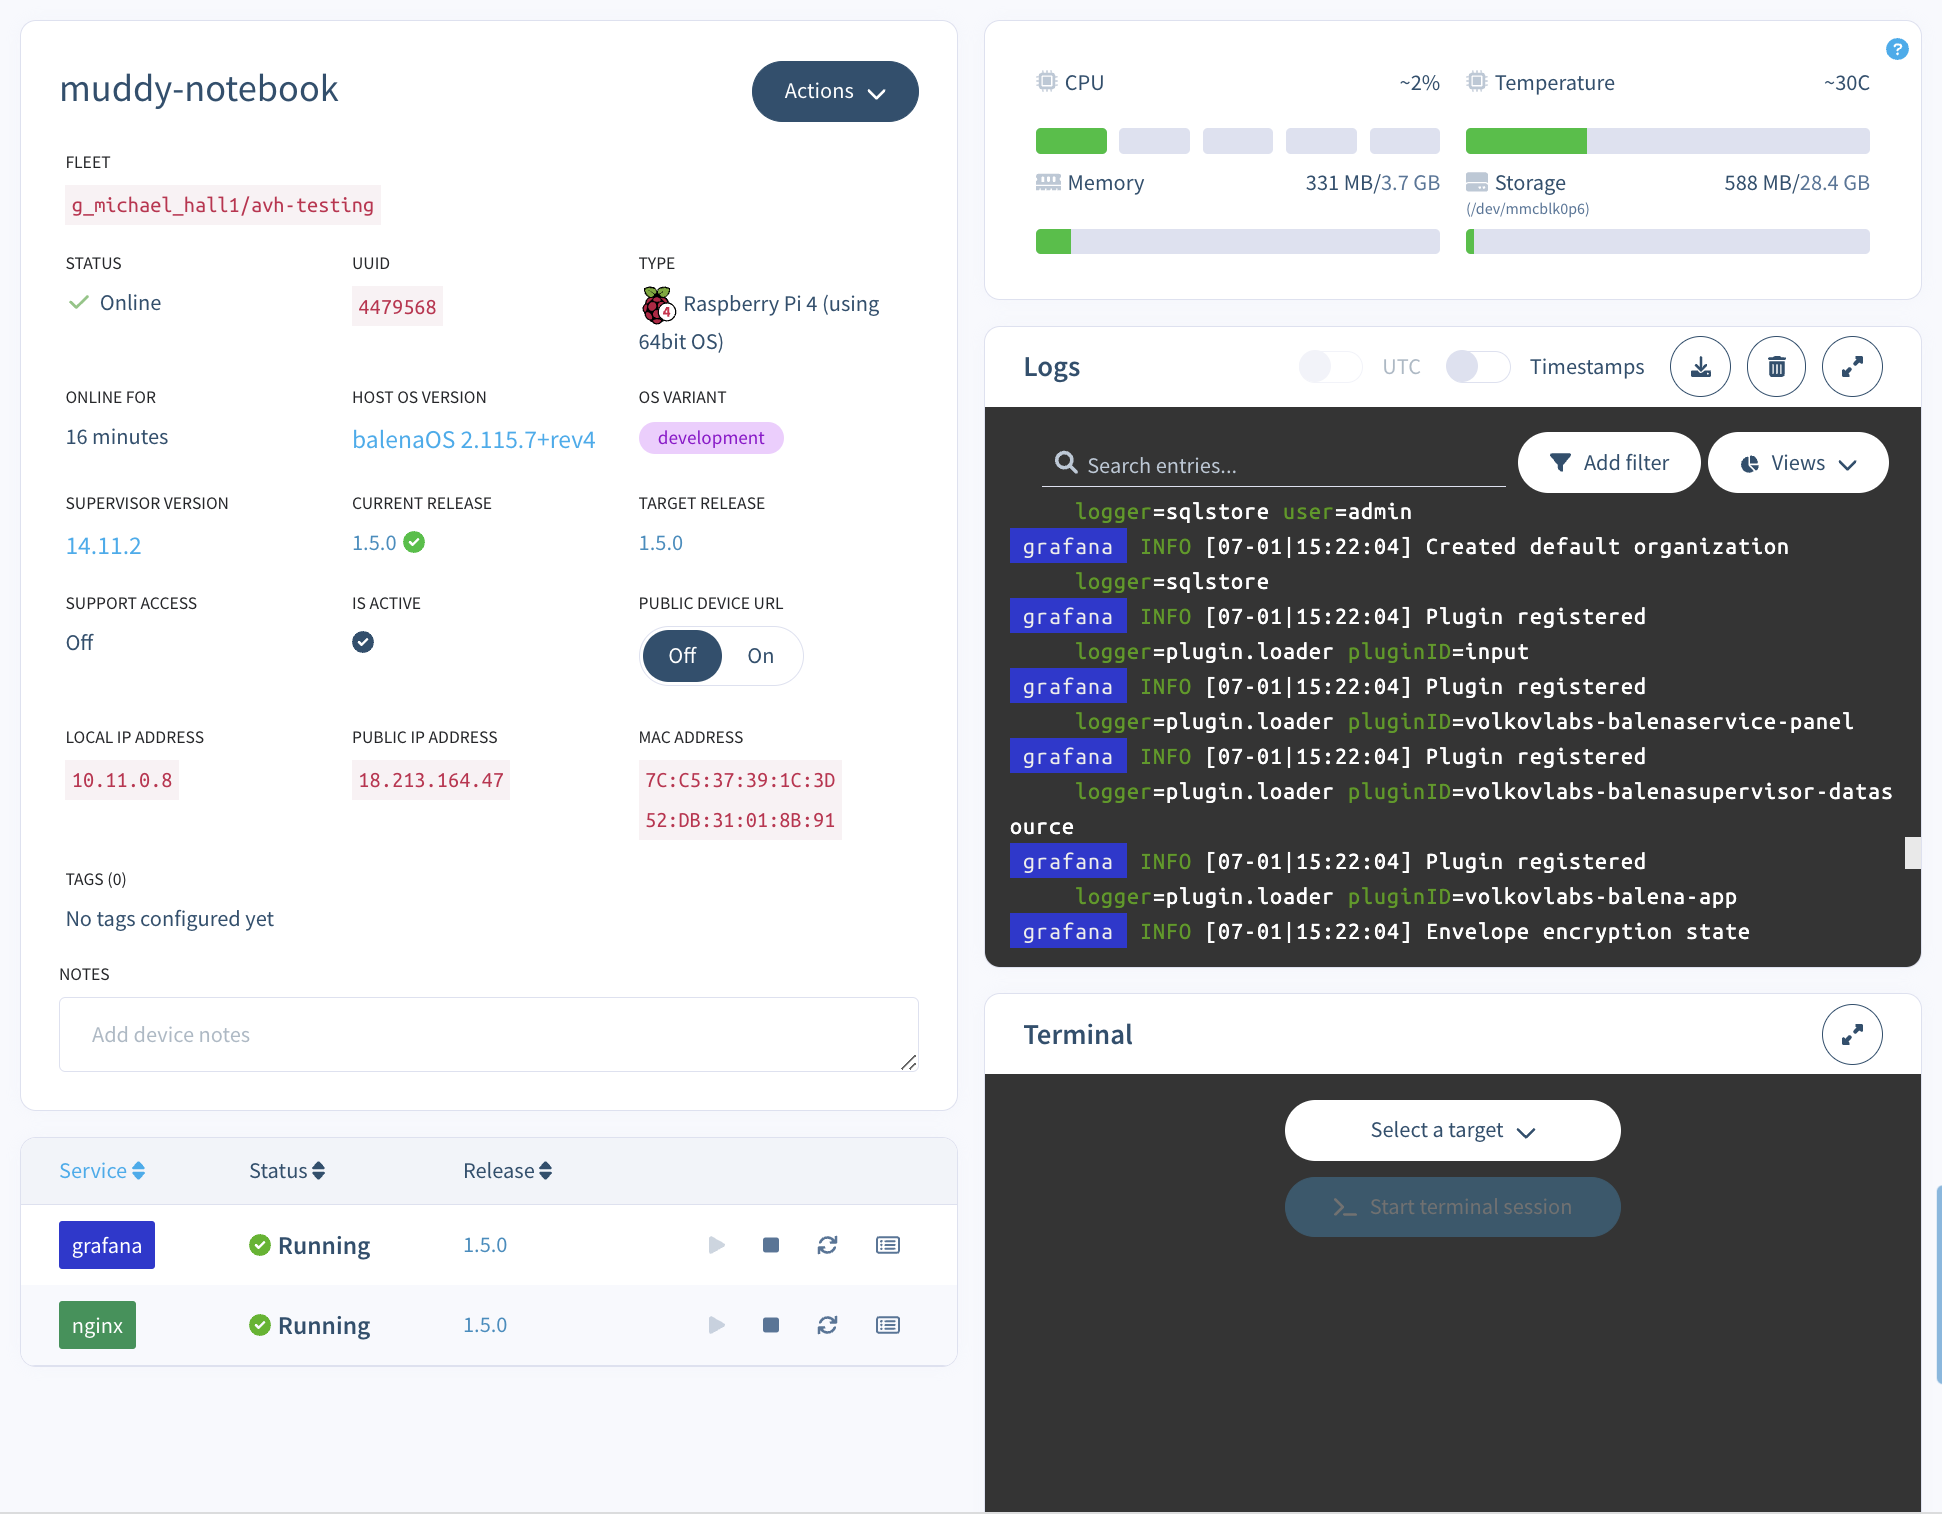 muddy-notebook
Actions
FLEET
g_michael_hall1/avh-testing
STATUS
Online
UUID
4479568
TYPE
4
Raspberry Pi 4 (using
64bit OS)
ONLINE FOR
16 minutes
HOST OS VERSION
balenaOS 2.115.7+rev4
OS VARIANT
development
SUPERVISOR VERSION
14.11.2
CURRENT RELEASE
1.5.0
TARGET RELEASE
1.5.0
SUPPORT ACCESS
Off
IS ACTIVE
PUBLIC DEVICE URL
Off On
LOCAL IP ADDRESS
10.11.0.8
PUBLIC IP ADDRESS
18.213.164.47
MAC ADDRESS
7C:C5:37:39:1C:3D
52:DB:31:01:8B:91
TAGS (0)
No tags configured yet
NOTES
Add device notes
Service Status Release
grafana Running 1.5.0
nginx Running 1.5.0
?
CPU ~2%
Temperature ~30C
Memory 331 MB/3.7 GB
Storage 588 MB/28.4 GB
(/dev/mmcblk0p6)
Logs UTC Timestamps
Search entries... Add filter Views
logger=sqlstore user=admin
grafana INFO [07-01|15:22:04] Created default organization
logger=sqlstore
grafana INFO [07-01|15:22:04] Plugin registered
logger=plugin.loader pluginID=input
grafana INFO [07-01|15:22:04] Plugin registered
logger=plugin.loader pluginID=volkovlabs-balenaservice-panel
grafana INFO [07-01|15:22:04] Plugin registered
logger=plugin.loader pluginID=volkovlabs-balenasupervisor-datas
ource
grafana INFO [07-01|15:22:04] Plugin registered
logger=plugin.loader pluginID=volkovlabs-balena-app
grafana INFO [07-01|15:22:04] Envelope encryption state
Terminal
Select a target
Start terminal session